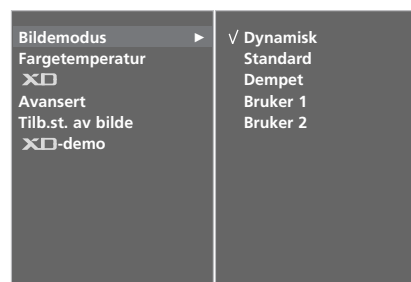 Bildemodus ►
Fargetemperatur
XD
Avansert
Tilb.st. av bilde
XD-demo
√ Dynamisk
Standard
Dempet
Bruker 1
Bruker 2